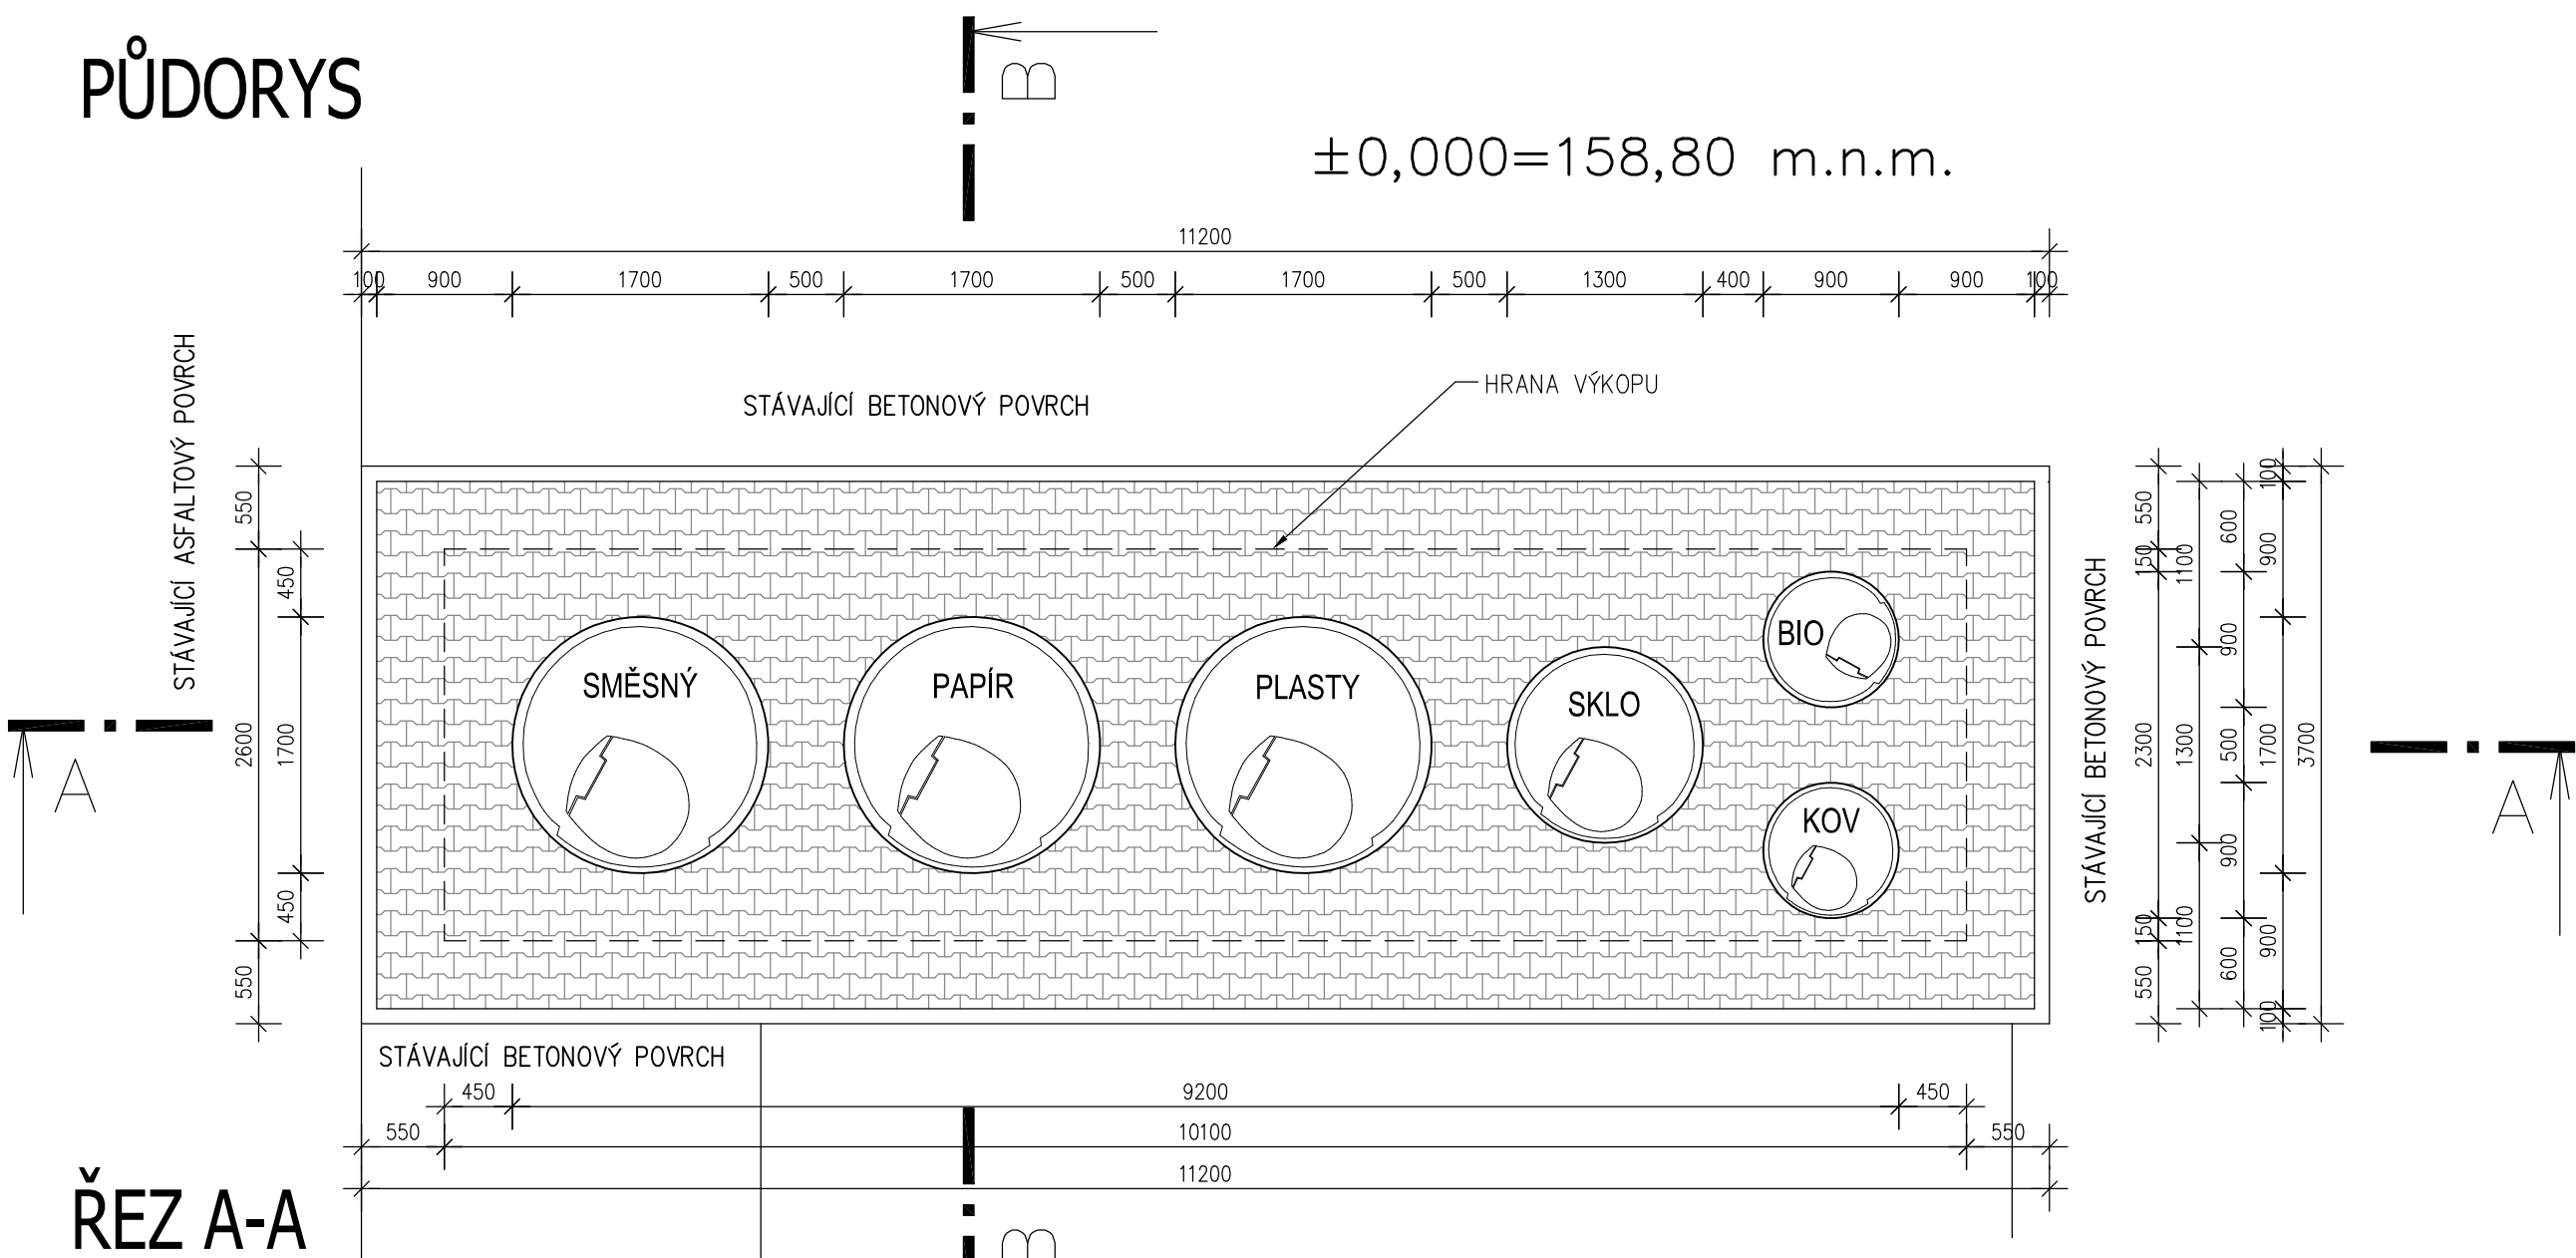 PŮDORYS
B
±0,000=158,80 m.n.m.
11200
100 900 1700 500 1700 500 1700 500 1300 400 900 900 100
STÁVAJÍCÍ ASFALTOVÝ POVRCH
STÁVAJÍCÍ BETONOVÝ POVRCH
HRANA VÝKOPU
550 2600 550
450 1700 450
SMĚSNÝ
PAPÍR
PLASTY
SKLO
BIO
KOV
STÁVAJÍCÍ BETONOVÝ POVRCH
550 150 2300 150 550
1100 1300 1100
600 900 500 900 600
100 900 1700 900 100
3700
A
A
STÁVAJÍCÍ BETONOVÝ POVRCH
450 9200 450
550 10100 550
11200
ŘEZ A-A
B